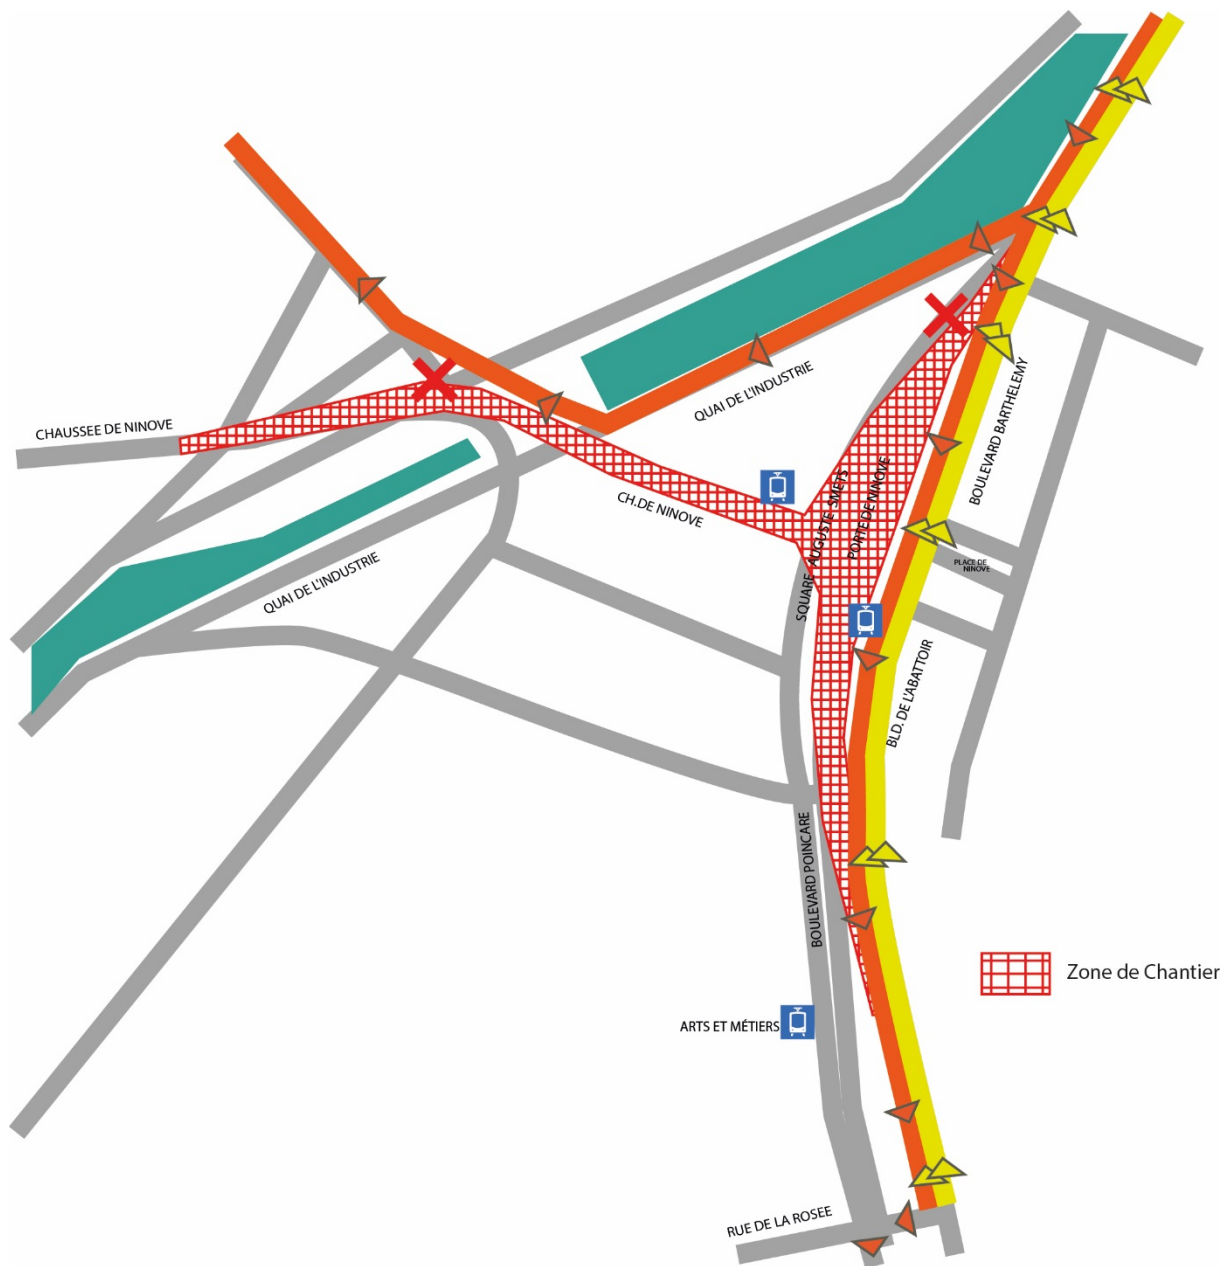 QUAI DE L'INDUSTRIE
BOULEVARD BARTHELEMY
CHAUSSEE DE NINOVE
CH.DE NINOVE
SQUARE AUGUSTE SMETS
PORTE DE NINOVE
PLACE DE
NINOVE
QUAI DE L'INDUSTRIE
BLD. DE L'ABATTOIR
BOULEVARD POINCARE
Zone de Chantier
ARTS ET MÉTIERS
RUE DE LA ROSEE